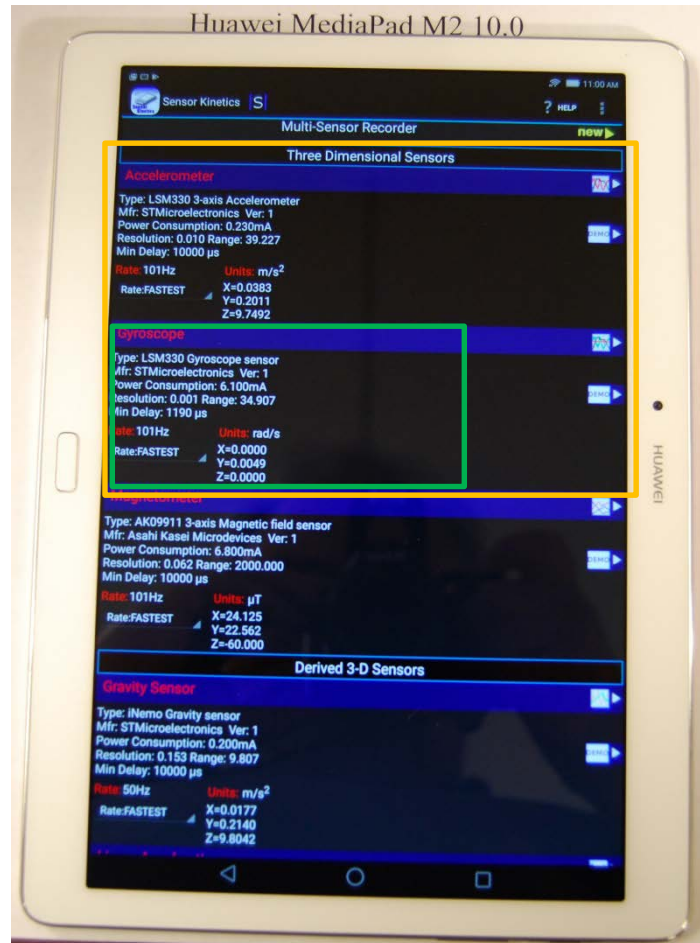 Huawei MediaPad M2 10.0
11:00 AM
Sensor Kinetics S
? HELP
Multi-Sensor Recorder
new
Three Dimensional Sensors
Accelerometer
Type: LSM330 3-axis Accelerometer
Mfr: STMicroelectronics Ver: 1
Power Consumption: 0.230mA
DEMO
Resolution: 0.010 Range: 39.227
Min Delay: 10000 µs
Rate: 101Hz Units: m/s²
Rate:FASTEST X=0.0383
Y=0.2011
Z=9.7492
Gyroscope
Type: LSM330 Gyroscope sensor
Mfr: STMicroelectronics Ver: 1
Power Consumption: 6.100mA
DEMO
Resolution: 0.001 Range: 34.907
Min Delay: 1190 µs
Rate: 101Hz Units: rad/s
Rate:FASTEST X=0.0000
Y=0.0049
Z=0.0000
HUAWEI
Magnetometer
Type: AK09911 3-axis Magnetic field sensor
Mfr: Asahi Kasei Microdevices Ver: 1
Power Consumption: 6.800mA
DEMO
Resolution: 0.062 Range: 2000.000
Min Delay: 10000 µs
Rate: 101Hz Units: µT
Rate:FASTEST X=24.125
Y=22.562
Z=-60.000
Derived 3-D Sensors
Gravity Sensor
Type: iNemo Gravity sensor
Mfr: STMicroelectronics Ver: 1
Power Consumption: 0.200mA
DEMO
Resolution: 0.153 Range: 9.807
Min Delay: 10000 µs
Rate: 50Hz Units: m/s²
Rate:FASTEST X=0.0177
Y=0.2140
Z=9.8042